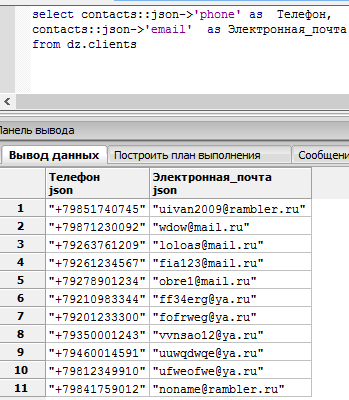 select contacts::json->'phone' as  Телефон,
contacts::json->'email'  as Электронная_почта
from dz.clients
Панель вывода
Вывод данных Построить план выполнения Сообщени
Телефон Электронная_почта
json json
1 "+79851740745" "uivan2009@rambler.ru"
2 "+79871230092" "wdow@mail.ru"
3 "+79263761209" "loloas@mail.ru"
4 "+79261234567" "fia123@mail.ru"
5 "+79278901234" "obre1@mail.ru"
6 "+79210983344" "ff34erg@ya.ru"
7 "+79201233300" "fofrweg@ya.ru"
8 "+79350001243" "vvnsao12@ya.ru"
9 "+79460014591" "uuwqdwqe@ya.ru"
10 "+79812349910" "ufweofwe@ya.ru"
11 "+79841759012" "noname@rambler.ru"